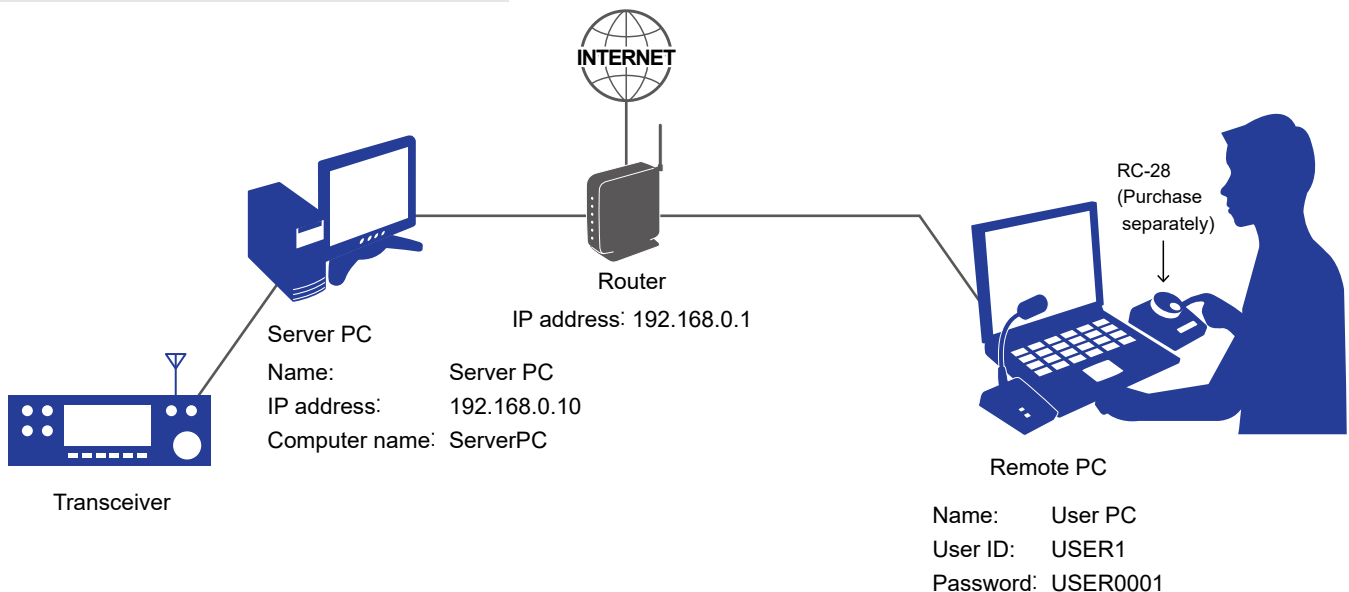 INTERNET
RC-28
(Purchase
separately)
Router
IP address: 192.168.0.1
Server PC
Name: Server PC
IP address: 192.168.0.10
Computer name: ServerPC
Transceiver
Remote PC
Name: User PC
User ID: USER1
Password: USER0001